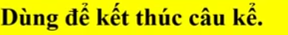 Dùng để kết thúc câu kể.